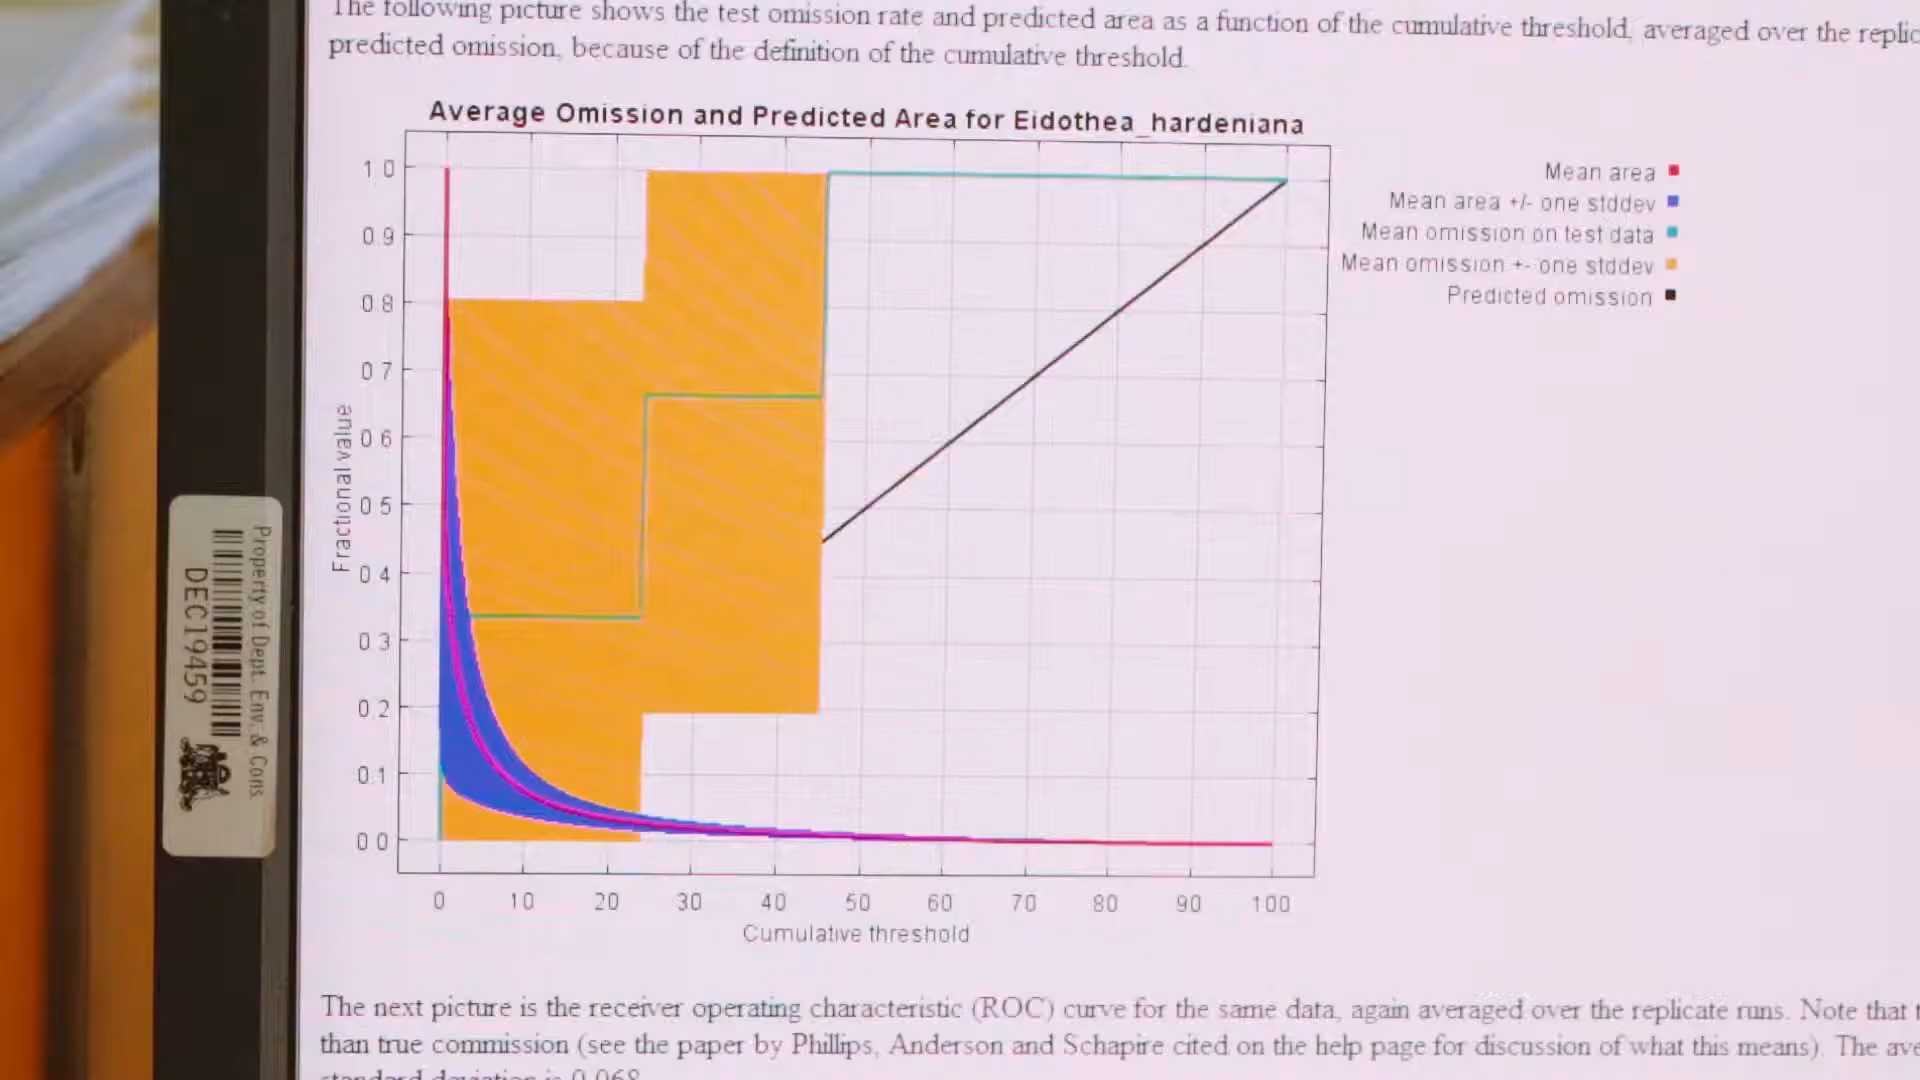 The following picture shows the test omission rate and predicted area as a function of the cumulative threshold, averaged over the replic
predicted omission, because of the definition of the cumulative threshold.
Average Omission and Predicted Area for Eidothea_hardeniana
Mean area
Mean area +/- one stddev
Mean omission on test data
Mean omission +- one stddev
Predicted omission
1.0
0.9
0.8
0.7
0.6
0.5
0.4
0.3
0.2
0.1
0.0
Fractional value
0 10 20 30 40 50 60 70 80 90 100
Cumulative threshold
Property of Dept. Env. & Cons.
DEC19459
The next picture is the receiver operating characteristic (ROC) curve for the same data, again averaged over the replicate runs. Note that
than true commission (see the paper by Phillips, Anderson and Schapire cited on the help page for discussion of what this means). The ave
standard deviation is 0.068